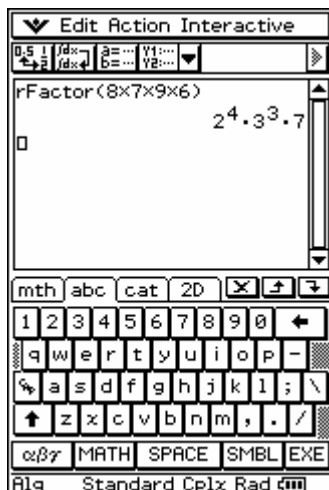 Edit Action Interactive
rFactor(8×7×9×6)
2⁴·3³·7
mth abc cat 2D
1 2 3 4 5 6 7 8 9 0
q w e r t y u i o p -
a s d f g h j k l ; \
z x c v b n m , . /
αβγ MATH SPACE SMBL EXE
Alg Standard Cplx Rad